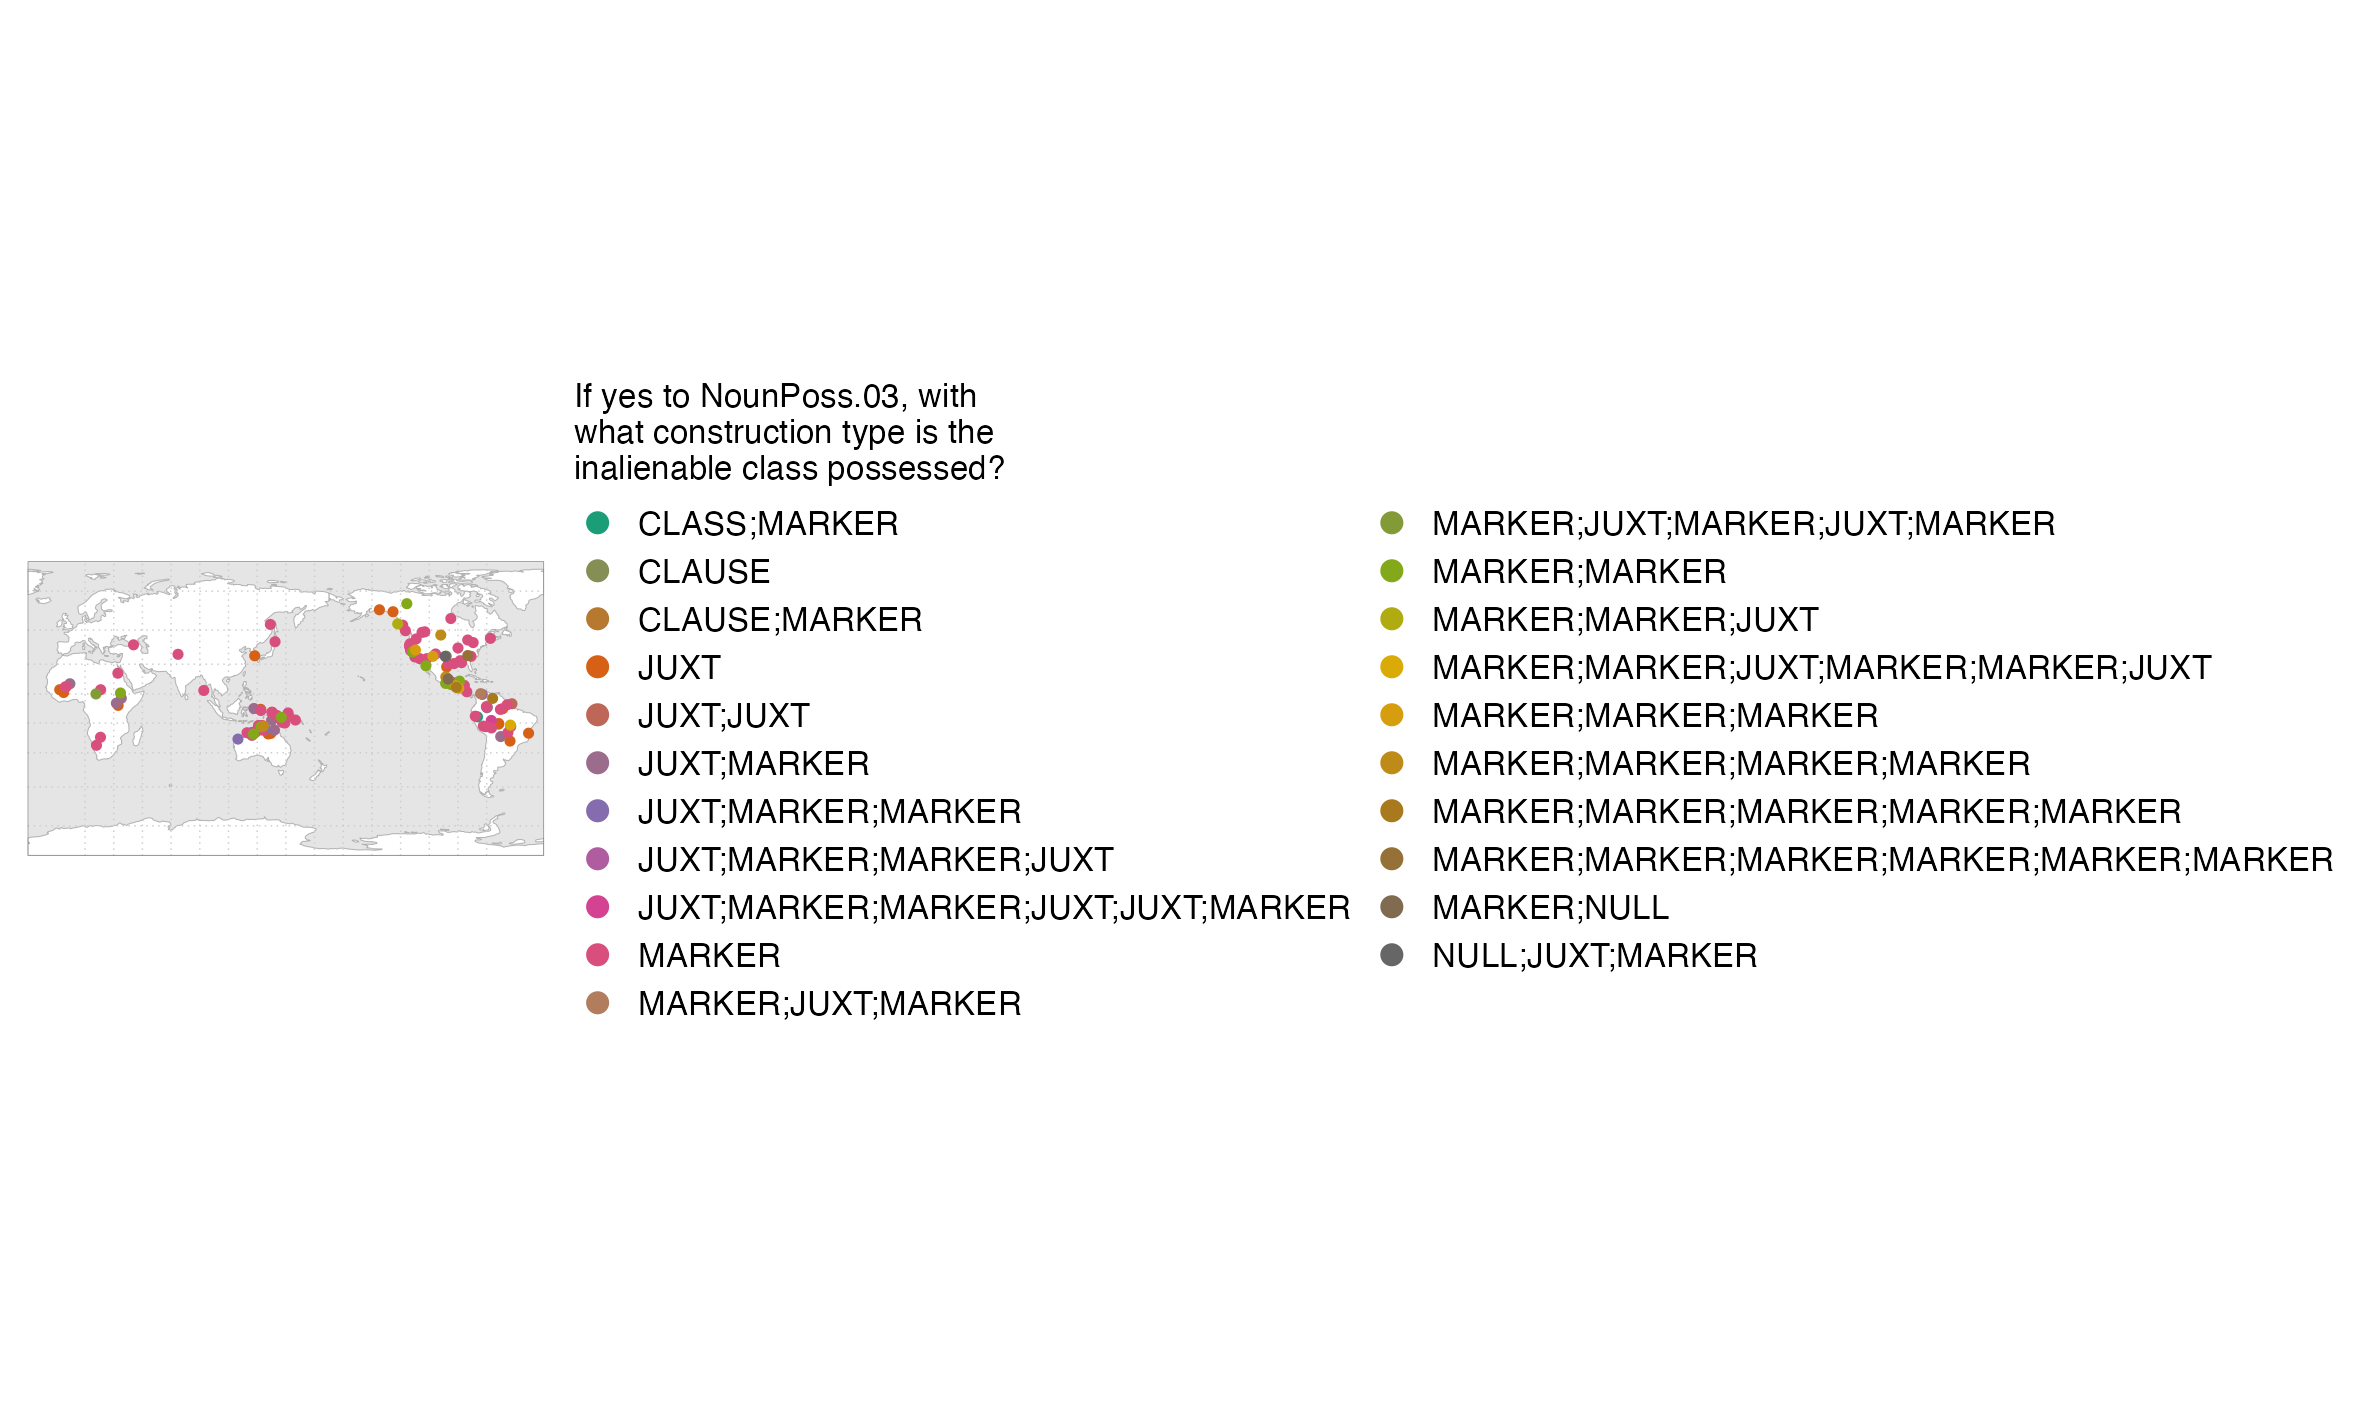 If yes to NounPoss.03, with
what construction type is the
inalienable class possessed?
CLASS;MARKER
CLAUSE
CLAUSE;MARKER
JUXT
JUXT;JUXT
JUXT;MARKER
JUXT;MARKER;MARKER
JUXT;MARKER;MARKER;JUXT
JUXT;MARKER;MARKER;JUXT;JUXT;MARKER
MARKER
MARKER;JUXT;MARKER
MARKER;JUXT;MARKER;JUXT;MARKER
MARKER;MARKER
MARKER;MARKER;JUXT
MARKER;MARKER;JUXT;MARKER;MARKER;JUXT
MARKER;MARKER;MARKER
MARKER;MARKER;MARKER;MARKER
MARKER;MARKER;MARKER;MARKER;MARKER
MARKER;MARKER;MARKER;MARKER;MARKER;MARKER
MARKER;NULL
NULL;JUXT;MARKER